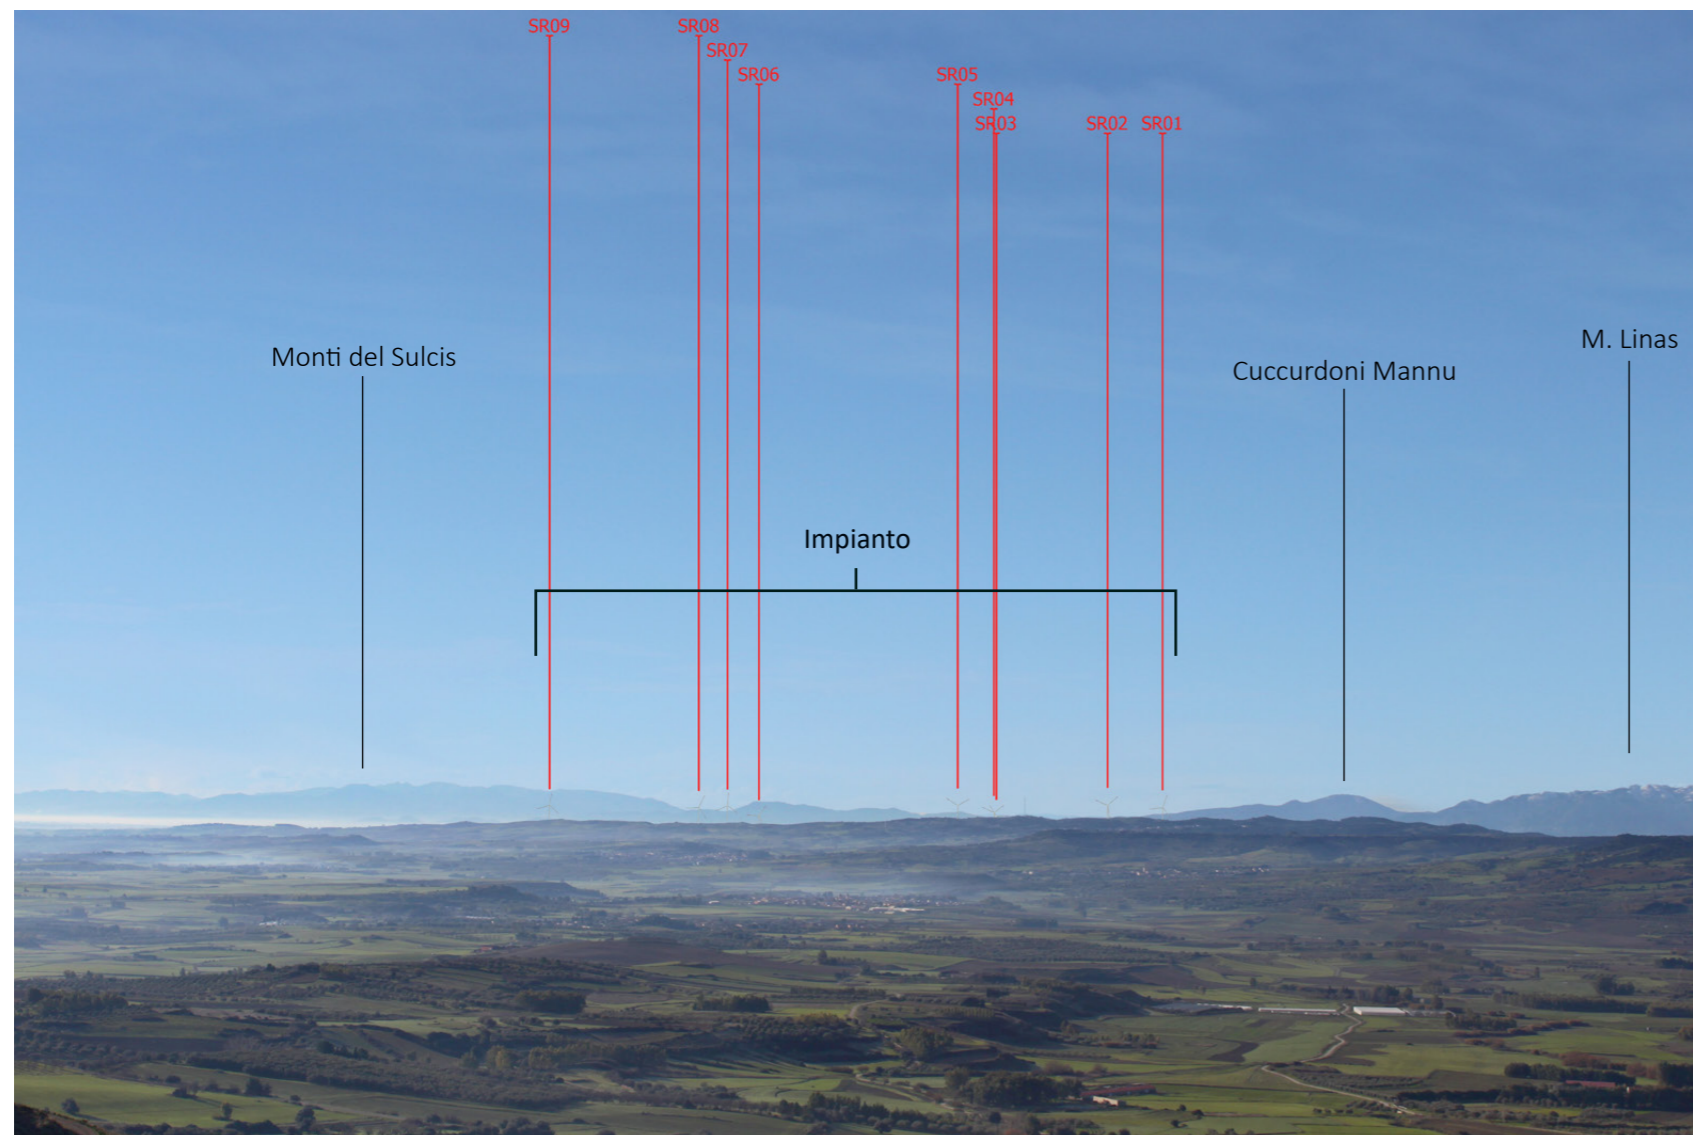 SR09
SR08
SR07
SR06
SR05
SR04
SR03
SR02
SR01
M. Linas
Monti del Sulcis
Cuccurdoni Mannu
Impianto